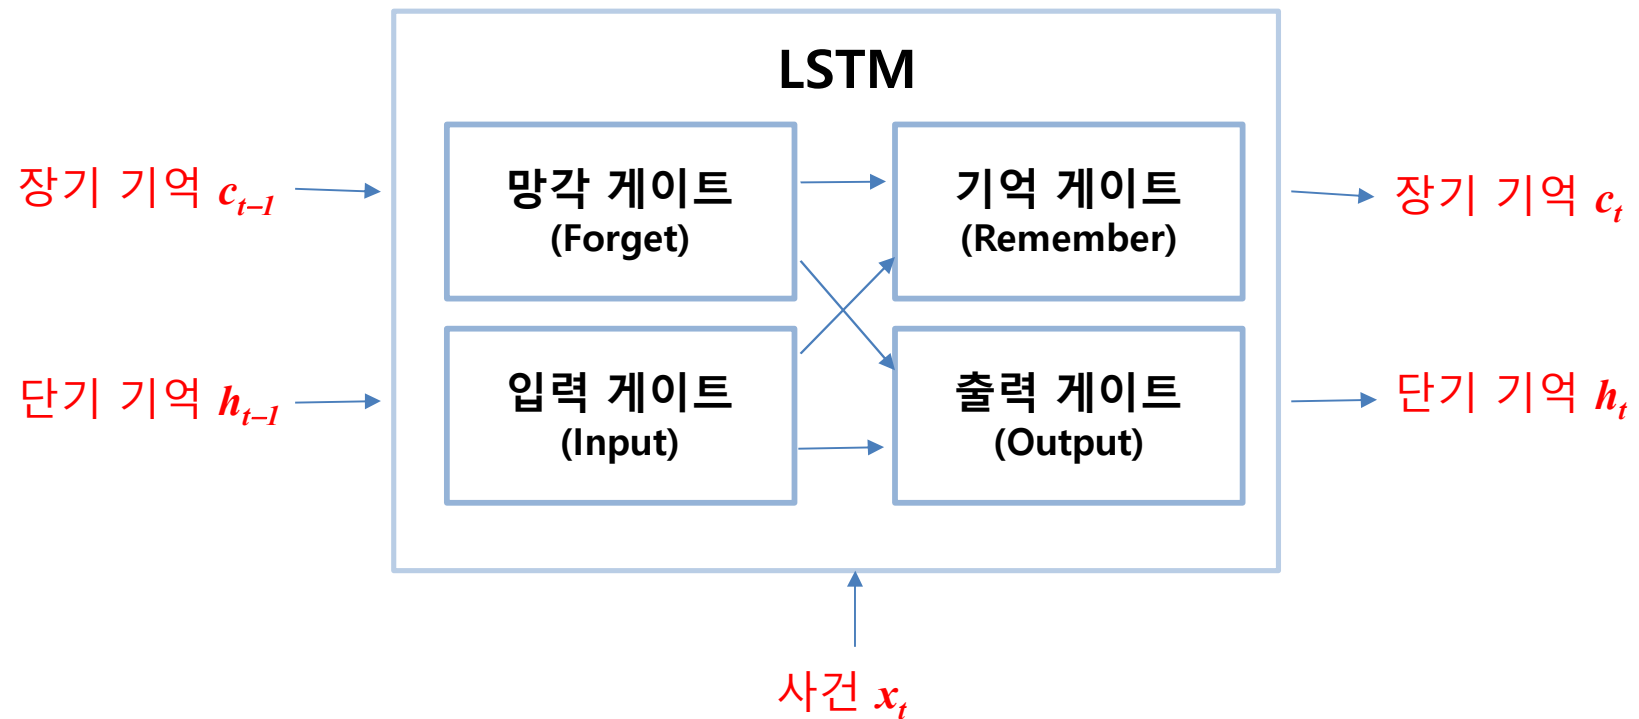 LSTM
장기 기억 c_{t-1}
망각 게이트
(Forget)
기억 게이트
(Remember)
장기 기억 c_t
단기 기억 h_{t-1}
입력 게이트
(Input)
출력 게이트
(Output)
단기 기억 h_t
사건 x_t